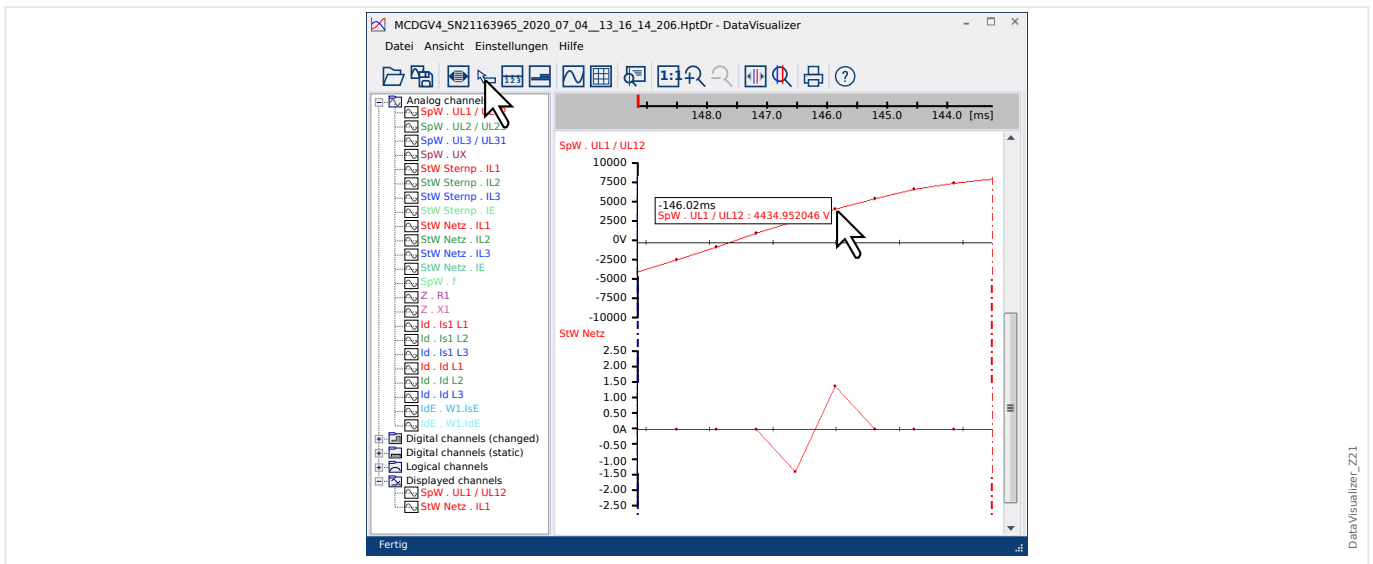 MCDGV4_SN21163965_2020_07_04__13_16_14_206.HptDr - DataVisualizer
Datei Ansicht Einstellungen Hilfe
123
1:1
?
Analog channel
SpW . UL1 /
SpW . UL2 / UL23
SpW . UL3 / UL31
SpW . UX
StW Sternp . IL1
StW Sternp . IL2
StW Sternp . IL3
StW Sternp . IE
StW Netz . IL1
StW Netz . IL2
StW Netz . IL3
StW Netz . IE
SpW . f
Z . R1
Z . X1
Id . Is1 L1
Id . Is1 L2
Id . Is1 L3
Id . Id L1
Id . Id L2
Id . Id L3
IdE . W1.IsE
IdE . W1.IdE
Digital channels (changed)
Digital channels (static)
Logical channels
Displayed channels
SpW . UL1 / UL12
StW Netz . IL1
148.0 147.0 146.0 145.0 144.0 [ms]
SpW . UL1 / UL12
10000
7500
5000
2500
0V
-2500
-5000
-7500
-10000
-146.02ms
SpW . UL1 / UL12 : 4434.952046 V
StW Netz
2.50
2.00
1.50
1.00
0.50
0A
-0.50
-1.00
-1.50
-2.00
-2.50
Fertig
DataVisualizer_Z21